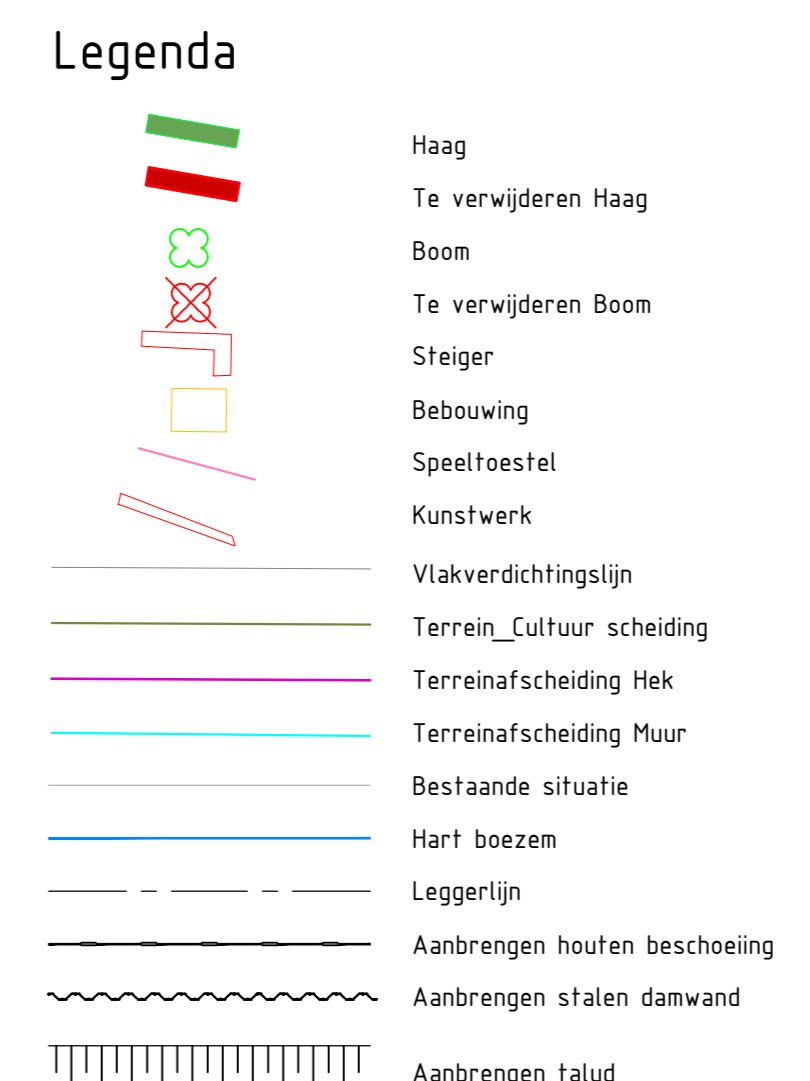 Legenda
Haag
Te verwijderen Haag
Boom
Te verwijderen Boom
Steiger
Bebouwing
Speeltoestel
Kunstwerk
Vlakverdichtingslijn
Terrein_Cultuur scheiding
Terreinafscheiding Hek
Terreinafscheiding Muur
Bestaande situatie
Hart boezem
Leggerlijn
Aanbrengen houten beschoeiing
Aanbrengen stalen damwand
Aanbrengen talud